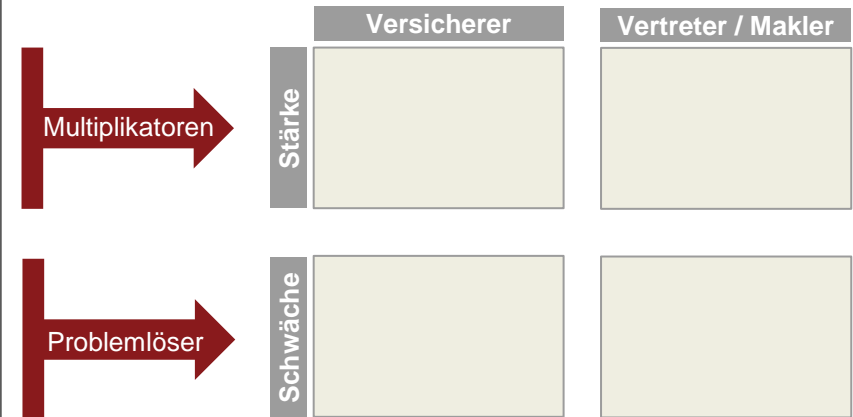 Versicherer
Vertreter / Makler
Multiplikatoren
Stärke
Problemlöser
Schwäche